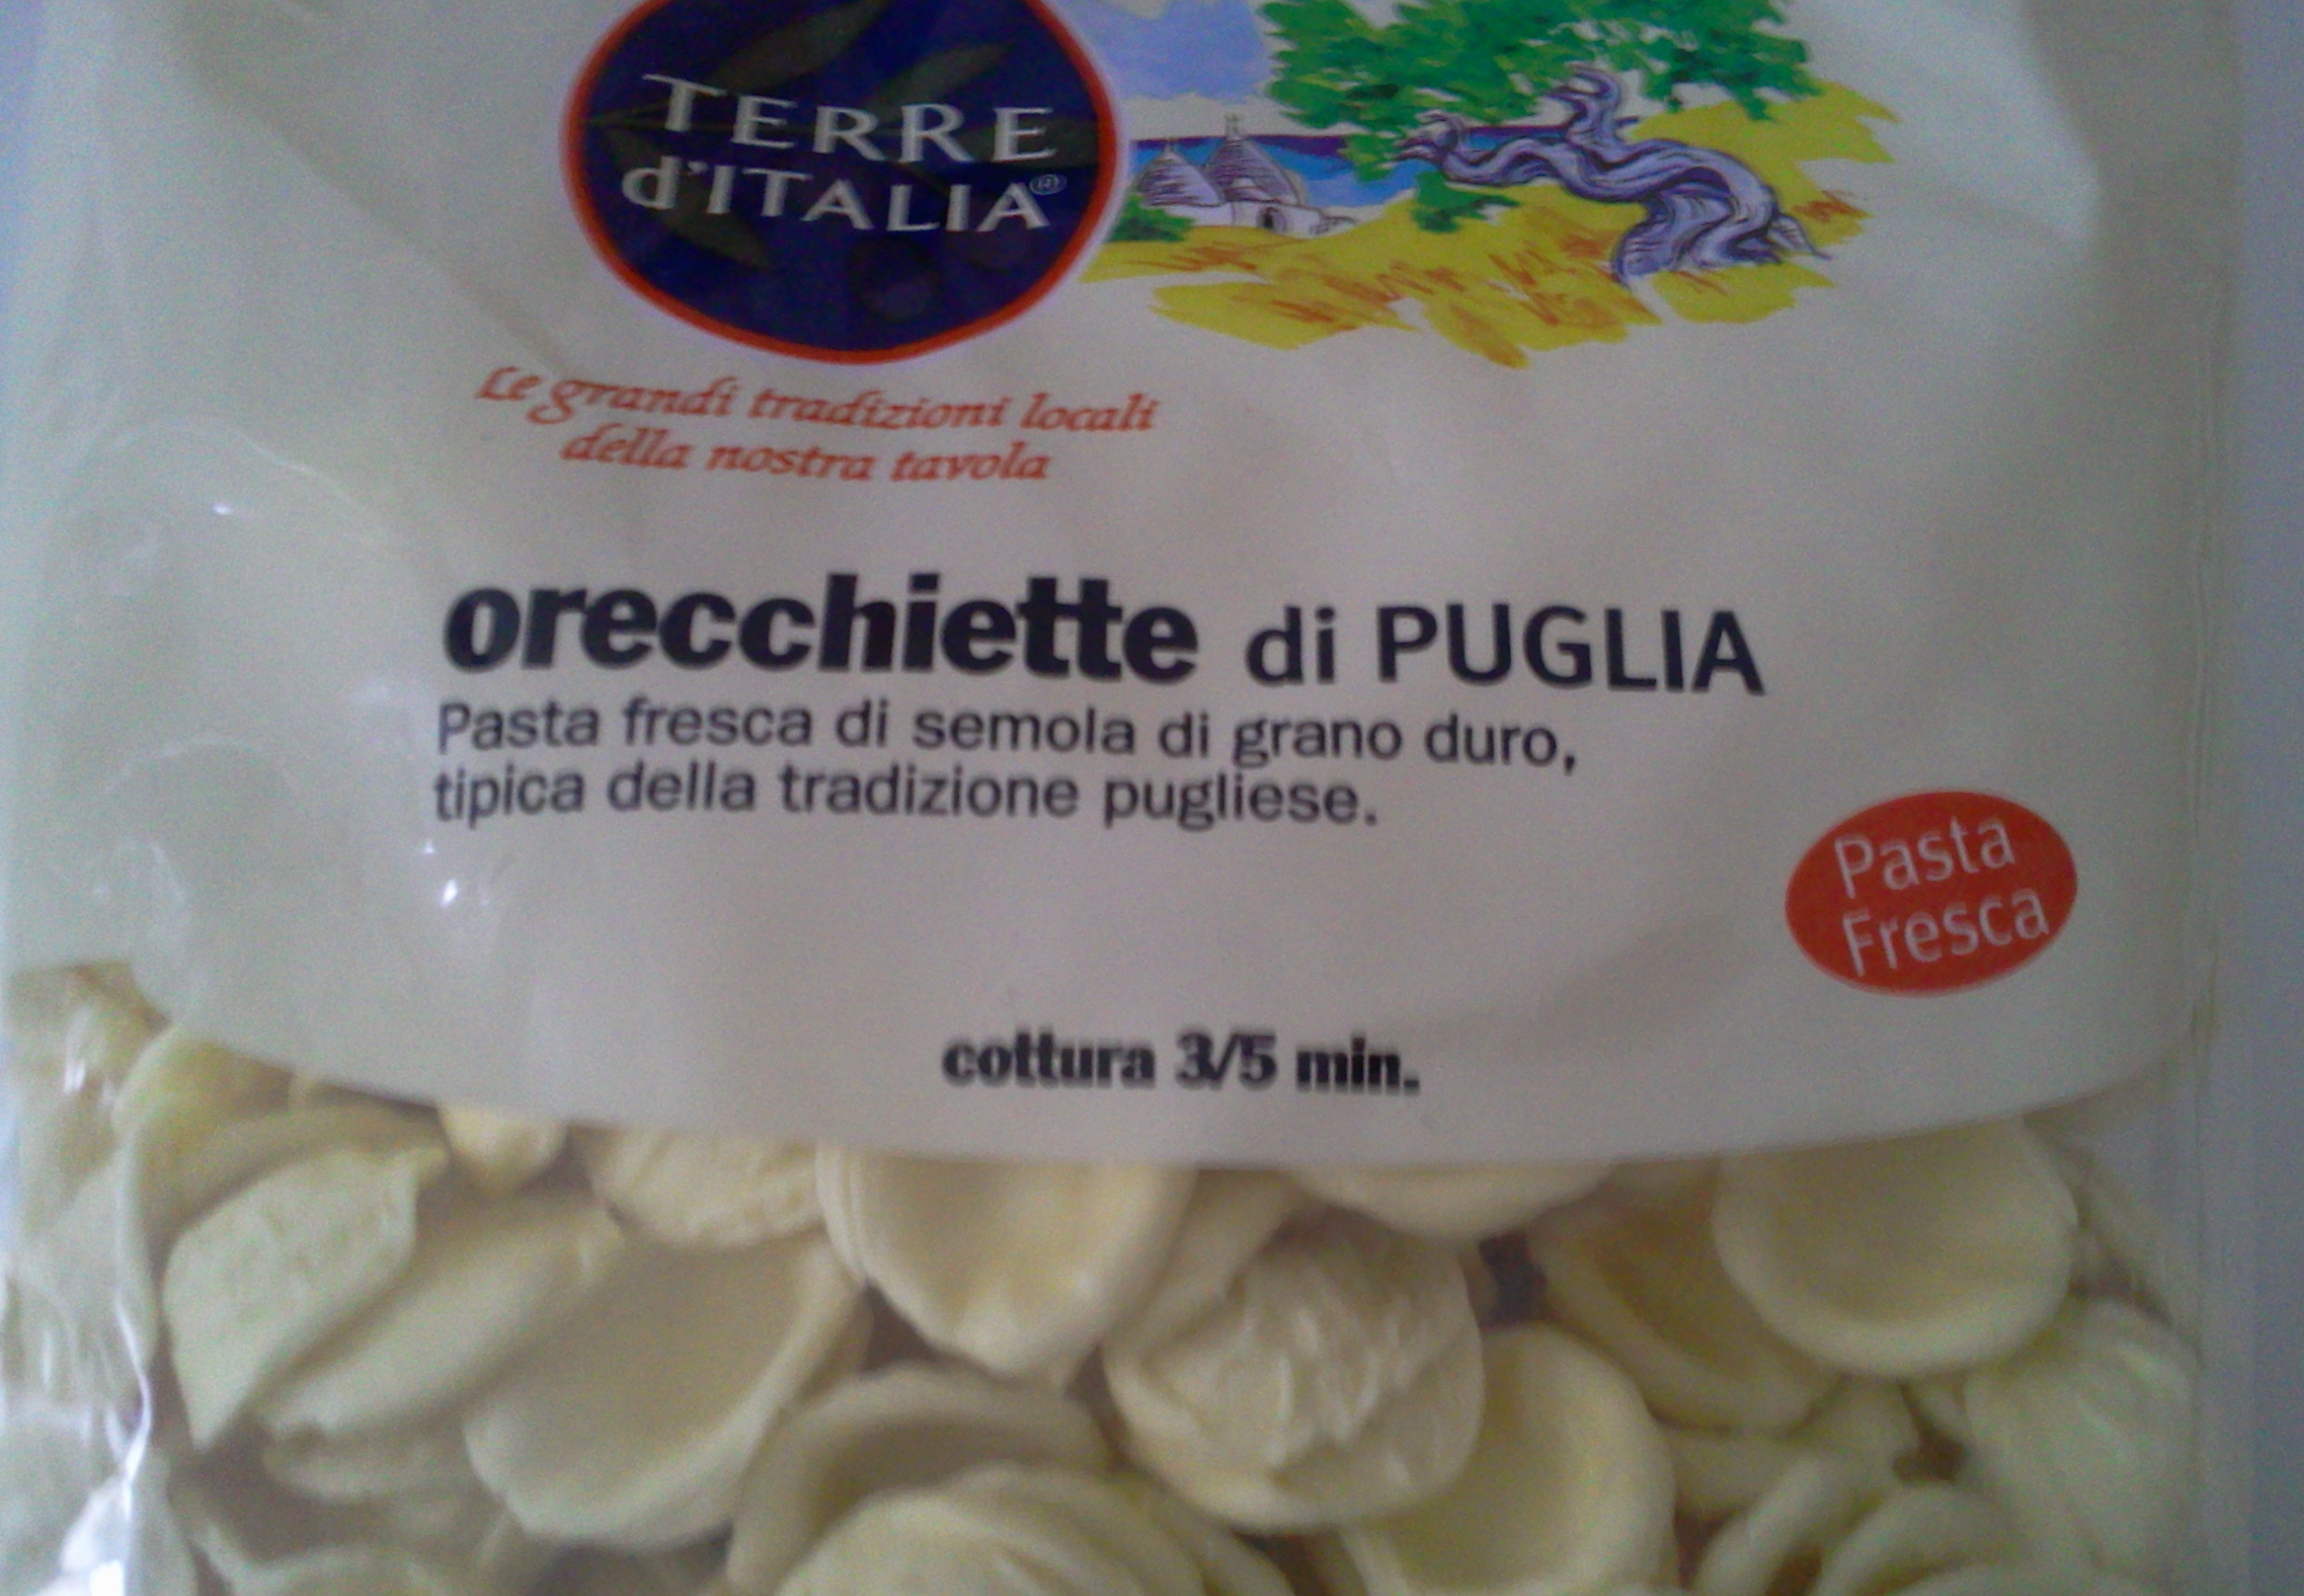 TERRE
d'ITALIA®
Le grandi tradizioni locali
della nostra tavola
orecchiette di PUGLIA
Pasta fresca di semola di grano duro,
tipica della tradizione pugliese.
Pasta
Fresca
cottura 3/5 min.